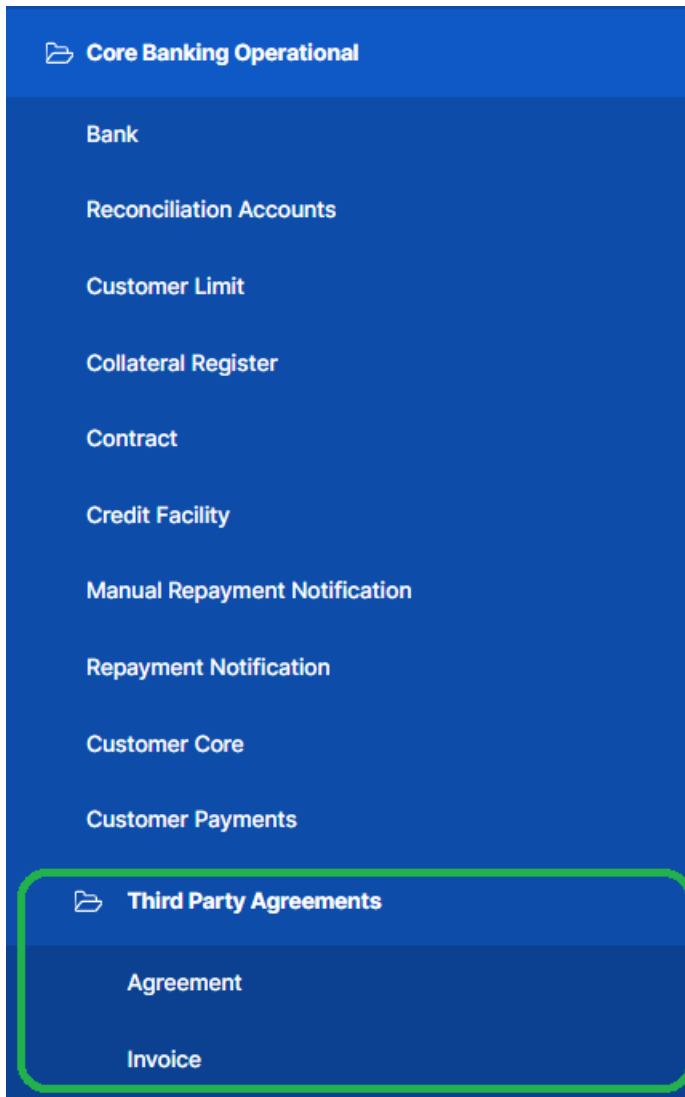 Core Banking Operational
Bank
Reconciliation Accounts
Customer Limit
Collateral Register
Contract
Credit Facility
Manual Repayment Notification
Repayment Notification
Customer Core
Customer Payments
Third Party Agreements
Agreement
Invoice